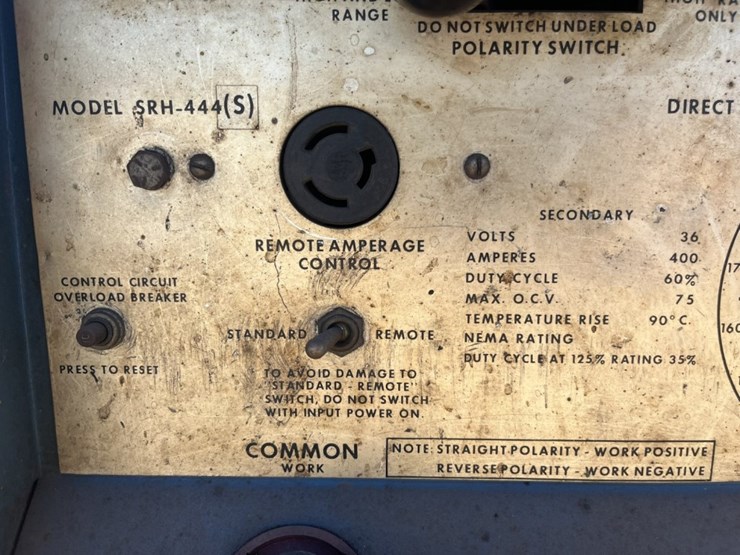 RANGE
DO NOT SWITCH UNDER LOAD
POLARITY SWITCH
ONLY
MODEL SRH-444(S)
DIRECT
REMOTE AMPERAGE
CONTROL
SECONDARY
VOLTS 36
AMPERES 400
DUTY CYCLE 60%
MAX. O.C.V. 75
TEMPERATURE RISE 90°C.
NEMA RATING
DUTY CYCLE AT 125% RATING 35%
17
160
CONTROL CIRCUIT
OVERLOAD BREAKER
PRESS TO RESET
STANDARD REMOTE
TO AVOID DAMAGE TO
"STANDARD - REMOTE"
SWITCH, DO NOT SWITCH
WITH INPUT POWER ON.
COMMON
WORK
NOTE: STRAIGHT POLARITY - WORK POSITIVE
REVERSE POLARITY - WORK NEGATIVE